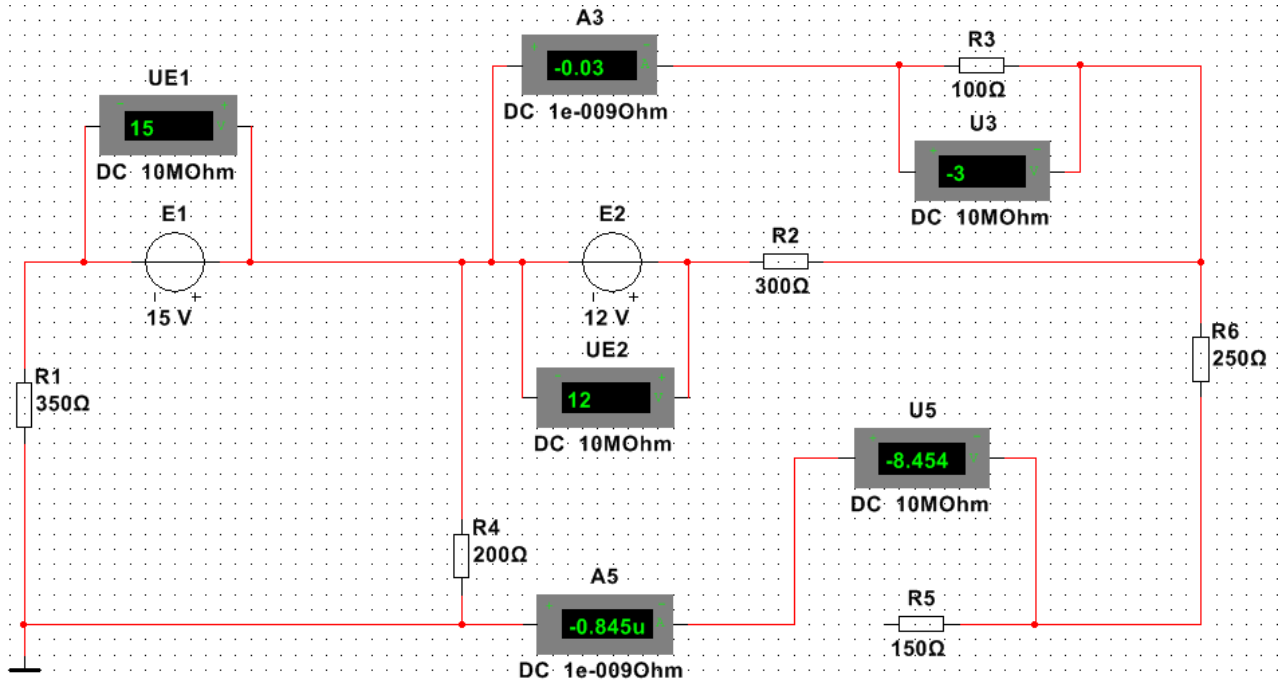 A3
-0.03
A
DC 1e-009Ohm
R3
100Ω
U3
-3
V
DC 10MOhm
UE1
15
V
DC 10MOhm
E1
15 V
E2
12 V
R2
300Ω
UE2
12
V
DC 10MOhm
R1
350Ω
R6
250Ω
U5
-8.454
V
DC 10MOhm
R4
200Ω
A5
-0.845u
A
DC 1e-009Ohm
R5
150Ω